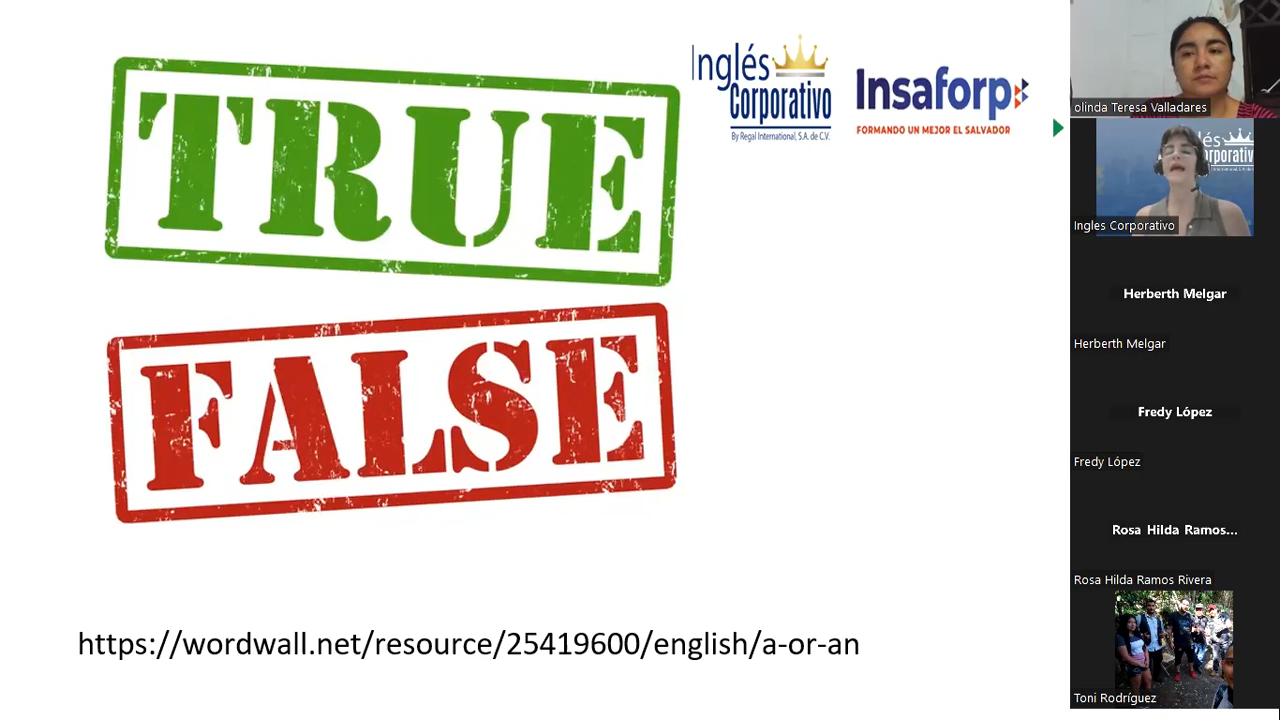 TRUE
FALSE
Inglés
Corporativo
By Regal International, S.A. de C.V.
Insaforp
FORMANDO UN MEJOR EL SALVADOR
https://wordwall.net/resource/25419600/english/a-or-an
olinda Teresa Valladares
Ingles Corporativo
Herberth Melgar
Herberth Melgar
Fredy López
Fredy López
Rosa Hilda Ramos...
Rosa Hilda Ramos Rivera
Toni Rodríguez